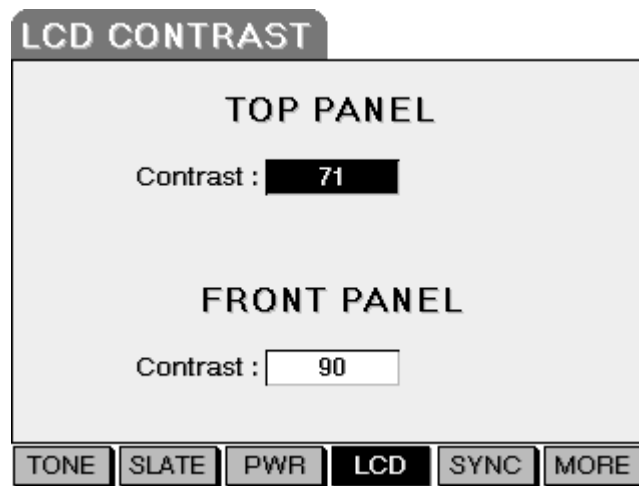 LCD CONTRAST
TOP PANEL
Contrast : 71
FRONT PANEL
Contrast : 90
TONE SLATE PWR LCD SYNC MORE